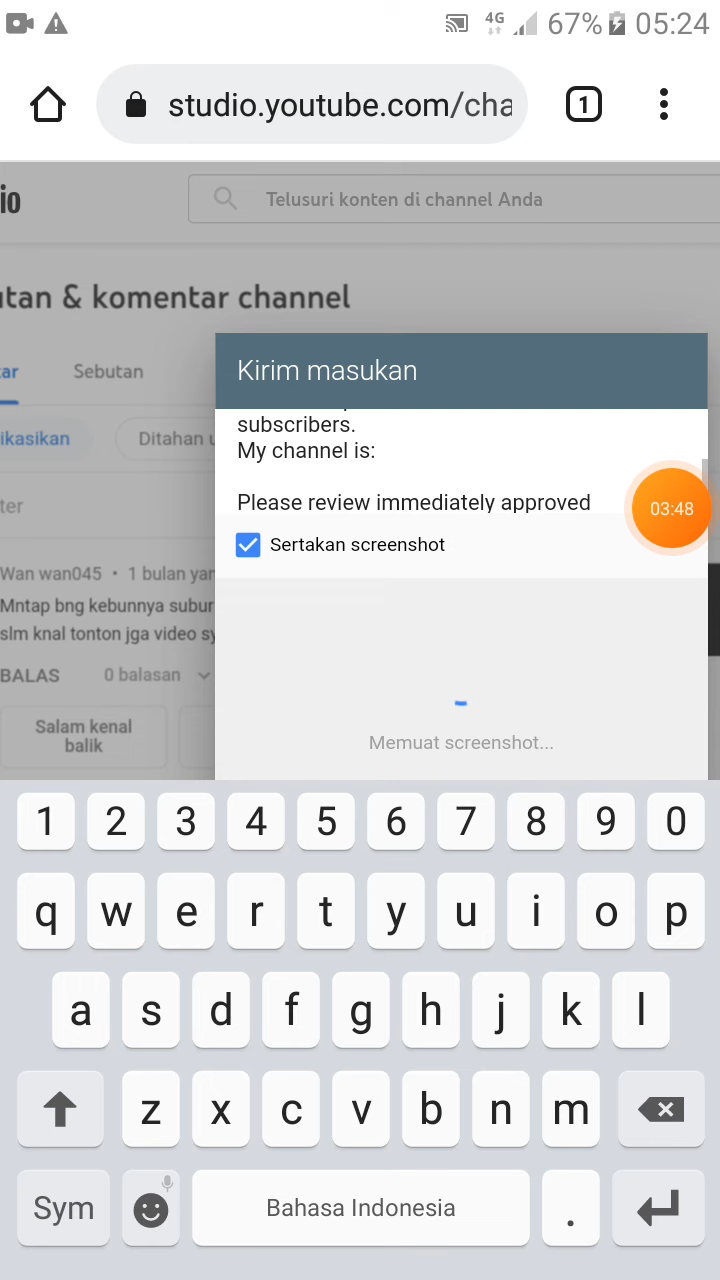 4G 67% 05:24
studio.youtube.com/cha
1
io
Telusuri konten di channel Anda
utan & komentar channel
tar
Sebutan
Kirim masukan
subscribers.
My channel is:
ikasikan
Ditahan u
Please review immediately approved
ter
03:48
Sertakan screenshot
Wan wan045 • 1 bulan yan
Mntap bng kebunnya subur
slm knal tonton jga video sy
BALAS
0 balasan
Salam kenal
balik
Memuat screenshot...
1 2 3 4 5 6 7 8 9 0
q w e r t y u i o p
a s d f g h j k l
z x c v b n m
Sym
Bahasa Indonesia
.